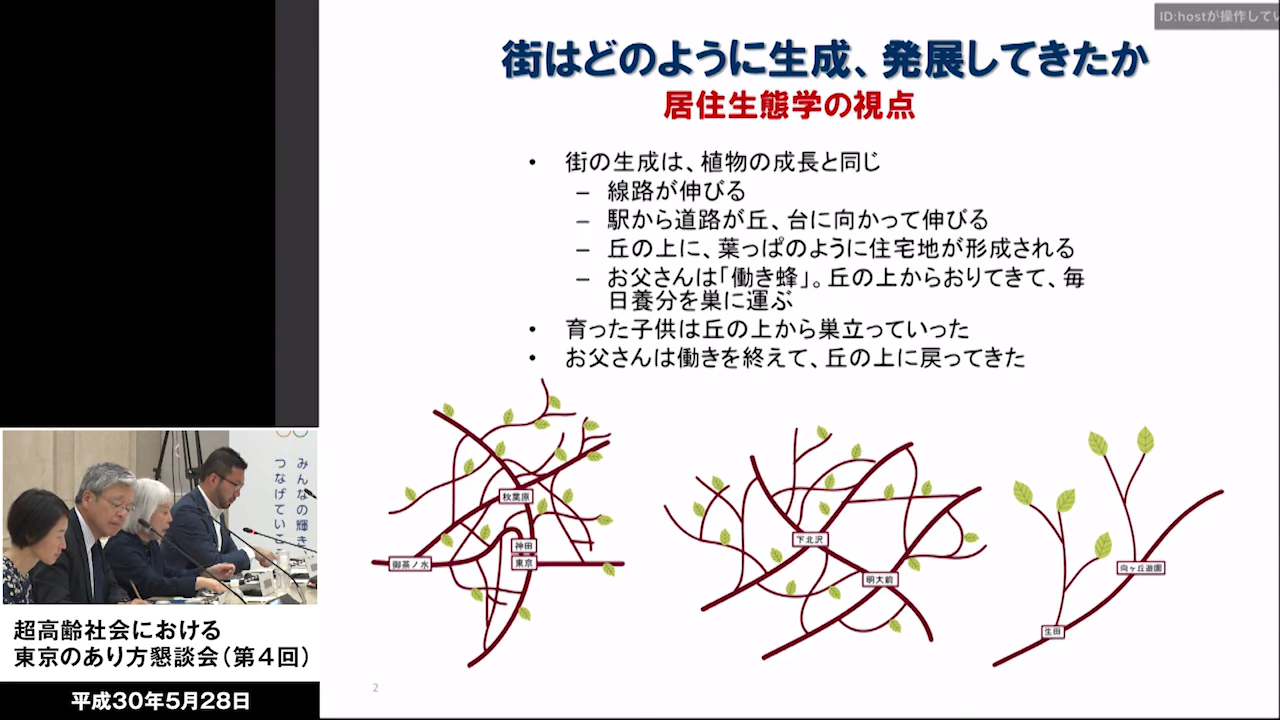 ID:hostが操作してい
街はどのように生成、発展してきたか
居住生態学の視点
• 街の生成は、植物の成長と同じ
– 線路が伸びる
– 駅から道路が丘、台に向かって伸びる
– 丘の上に、葉っぱのように住宅地が形成される
– お父さんは「働き蜂」。丘の上からおりてきて、毎
日養分を巣に運ぶ
• 育った子供は丘の上から巣立っていった
• お父さんは働きを終えて、丘の上に戻ってきた
秋葉原
神田
御茶ノ水
東京
下北沢
明大前
向ヶ丘遊園
生田
2
みんなの輝き、
つなげていこ
超高齢社会における
東京のあり方懇談会（第４回）
平成30年5月28日